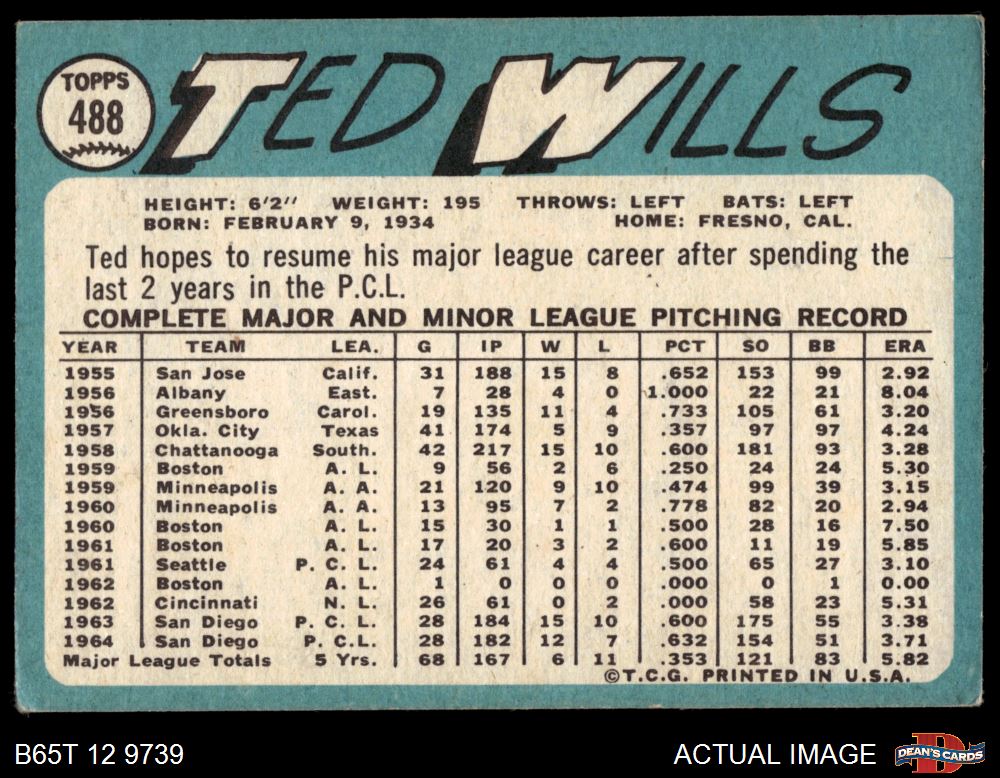 TOPPS
488
TED WILLS
HEIGHT: 6'2" WEIGHT: 195 THROWS: LEFT BATS: LEFT
BORN: FEBRUARY 9, 1934 HOME: FRESNO, CAL.
Ted hopes to resume his major league career after spending the
last 2 years in the P.C.L.
COMPLETE MAJOR AND MINOR LEAGUE PITCHING RECORD
YEAR TEAM LEA. G IP W L PCT SO BB ERA
1955 San Jose Calif. 31 188 15 8 .652 153 99 2.92
1956 Albany East. 7 28 4 0 1.000 22 21 8.04
1956 Greensboro Carol. 19 135 11 4 .733 105 61 3.20
1957 Okla. City Texas 41 174 5 9 .357 97 97 4.24
1958 Chattanooga South. 42 217 15 10 .600 181 93 3.28
1959 Boston A. L. 9 56 2 6 .250 24 24 5.30
1959 Minneapolis A. A. 21 120 9 10 .474 99 39 3.15
1960 Minneapolis A. A. 13 95 7 2 .778 82 20 2.94
1960 Boston A. L. 15 30 1 1 .500 28 16 7.50
1961 Boston A. L. 17 20 3 2 .600 11 19 5.85
1961 Seattle P. C. L. 24 61 4 4 .500 65 27 3.10
1962 Boston A. L. 1 0 0 0 .000 0 1 0.00
1962 Cincinnati N. L. 26 61 0 2 .000 58 23 5.31
1963 San Diego P. C. L. 28 184 15 10 .600 175 55 3.38
1964 San Diego P.C.L. 28 182 12 7 .632 154 51 3.71
Major League Totals 5 Yrs. 68 167 6 11 .353 121 83 5.82
©T.C.G. PRINTED IN U.S.A.
B65T 12 9739 ACTUAL IMAGE
D
DEAN'S CARDS